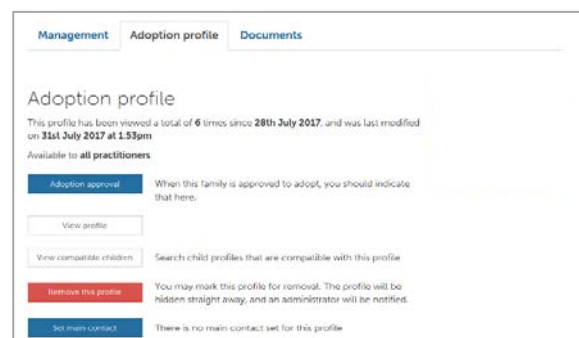 Management Adoption profile Documents
Adoption profile
This profile has been viewed a total of 6 times since 28th July 2017, and was last modified
on 31st July 2017 at 1:53pm
Available to all practitioners
Adoption approval When this family is approved to adopt, you should indicate
that here.
View profile
View compatible children Search child profiles that are compatible with this profile
Remove this profile You may mark this profile for removal. The profile will be
hidden straight away, and an administrator will be notified.
Set main contact There is no main contact set for this profile